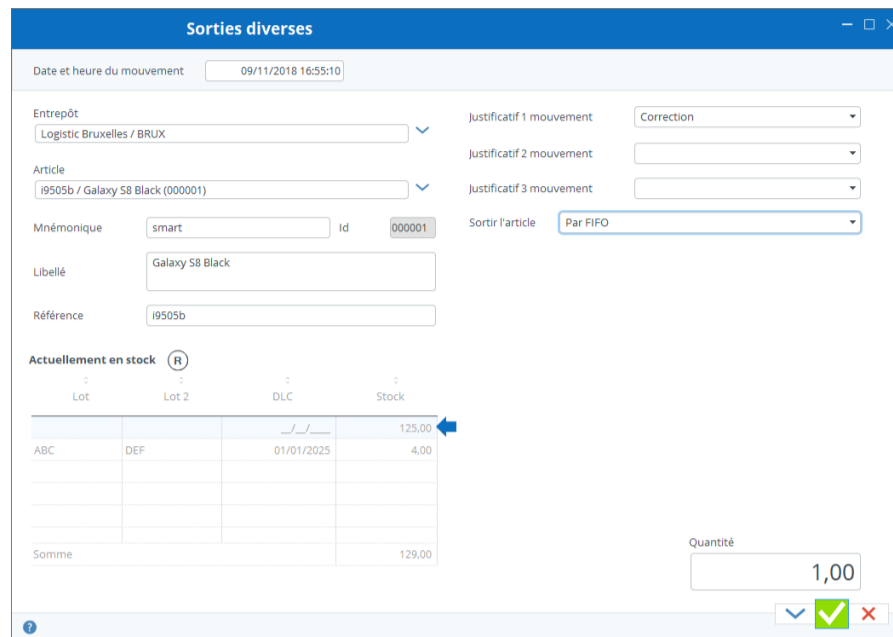 Sorties diverses
Date et heure du mouvement 09/11/2018 16:55:10
Entrepôt
Logistic Bruxelles / BRUX
Article
i9505b / Galaxy S8 Black (000001)
Mnémonique smart Id 000001
Libellé Galaxy S8 Black
Référence i9505b
Justificatif 1 mouvement Correction
Justificatif 2 mouvement
Justificatif 3 mouvement
Sortir l'article Par FIFO
Actuellement en stock R
Lot Lot 2 DLC Stock
__/__/____ 125,00
ABC DEF 01/01/2025 4,00
Somme 129,00
Quantité
1,00
?